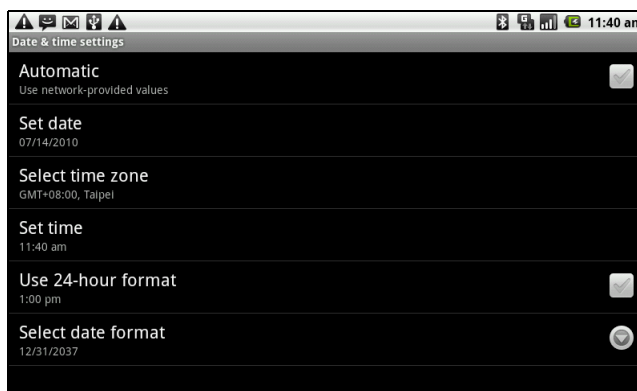 11:40 am
Date & time settings
Automatic
Use network-provided values
Set date
07/14/2010
Select time zone
GMT+08:00, Taipei
Set time
11:40 am
Use 24-hour format
1:00 pm
Select date format
12/31/2037